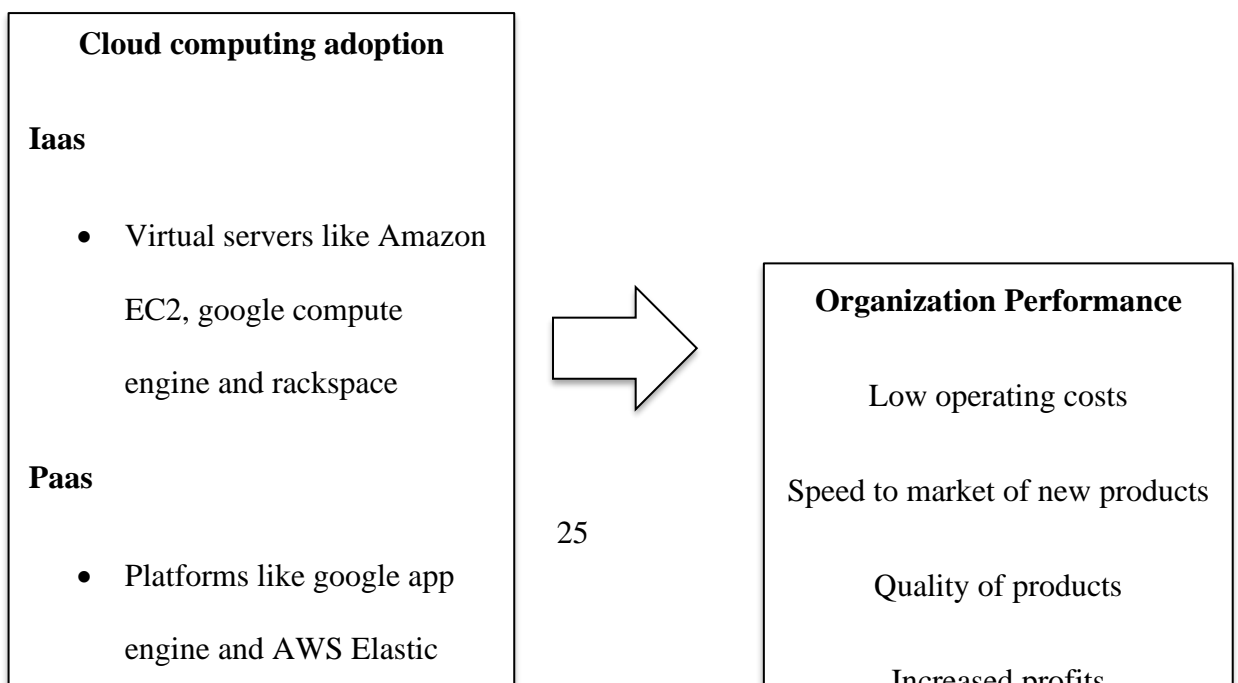 Cloud computing adoption
Iaas
• Virtual servers like Amazon
EC2, google compute
engine and rackspace
Paas
• Platforms like google app
engine and AWS Elastic
25
Organization Performance
Low operating costs
Speed to market of new products
Quality of products
Increased profits